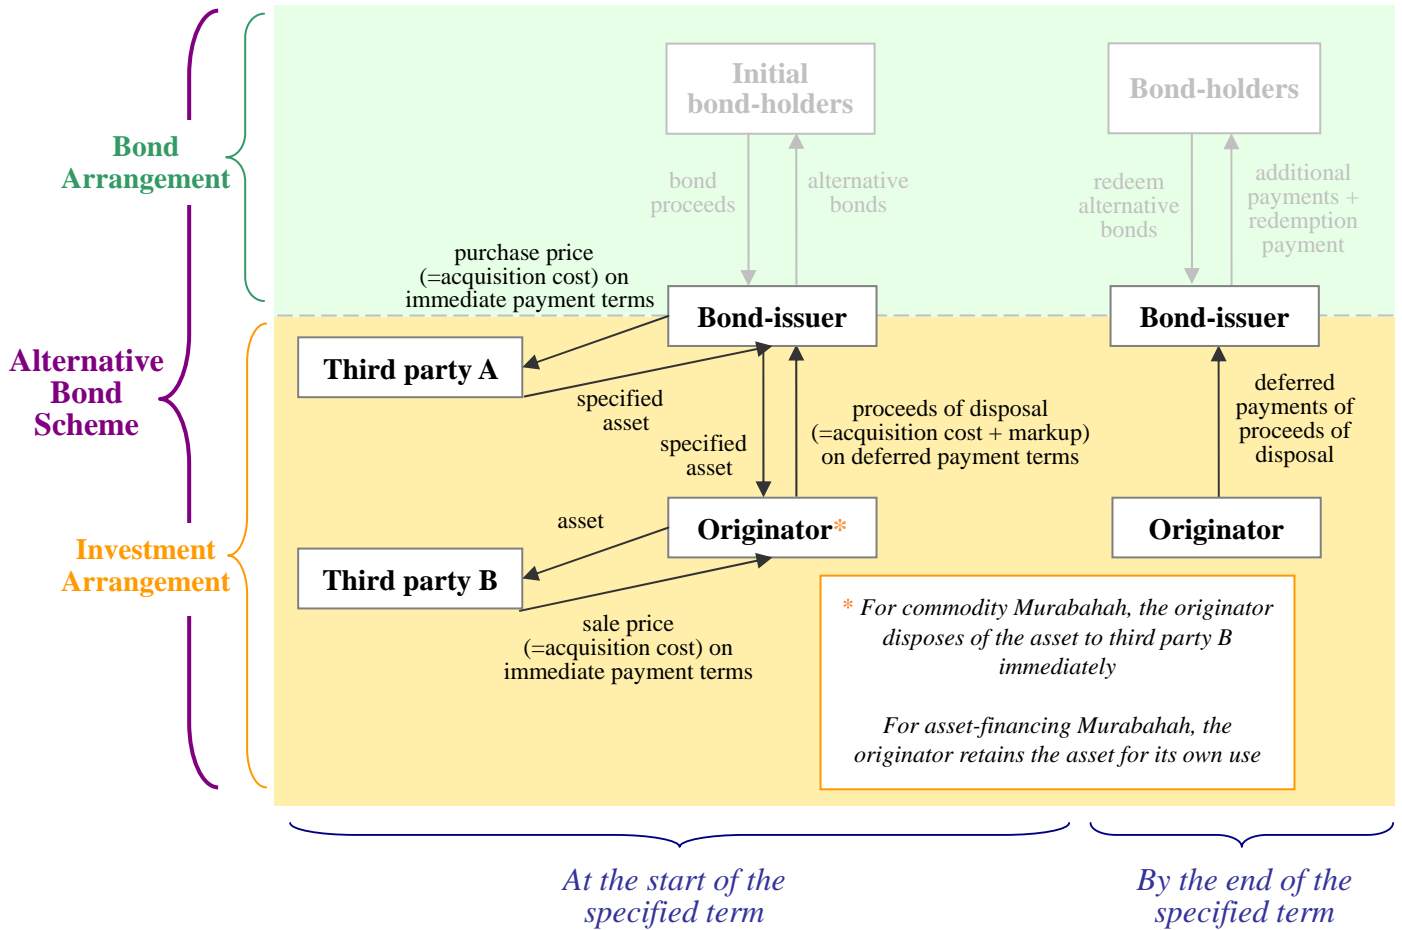 Initial
bond-holders
Bond-holders
Bond
Arrangement
bond
proceeds
alternative
bonds
redeem
alternative
bonds
additional
payments +
redemption
payment
purchase price
(=acquisition cost) on
immediate payment terms
Bond-issuer
Bond-issuer
Alternative
Bond
Scheme
Third party A
specified
asset
specified
asset
proceeds of disposal
(=acquisition cost + markup)
on deferred payment terms
deferred
payments of
proceeds of
disposal
Investment
Arrangement
asset
Originator*
Originator
Third party B
sale price
(=acquisition cost) on
immediate payment terms
* For commodity Murabahah, the originator
disposes of the asset to third party B
immediately
For asset-financing Murabahah, the
originator retains the asset for its own use
At the start of the
specified term
By the end of the
specified term